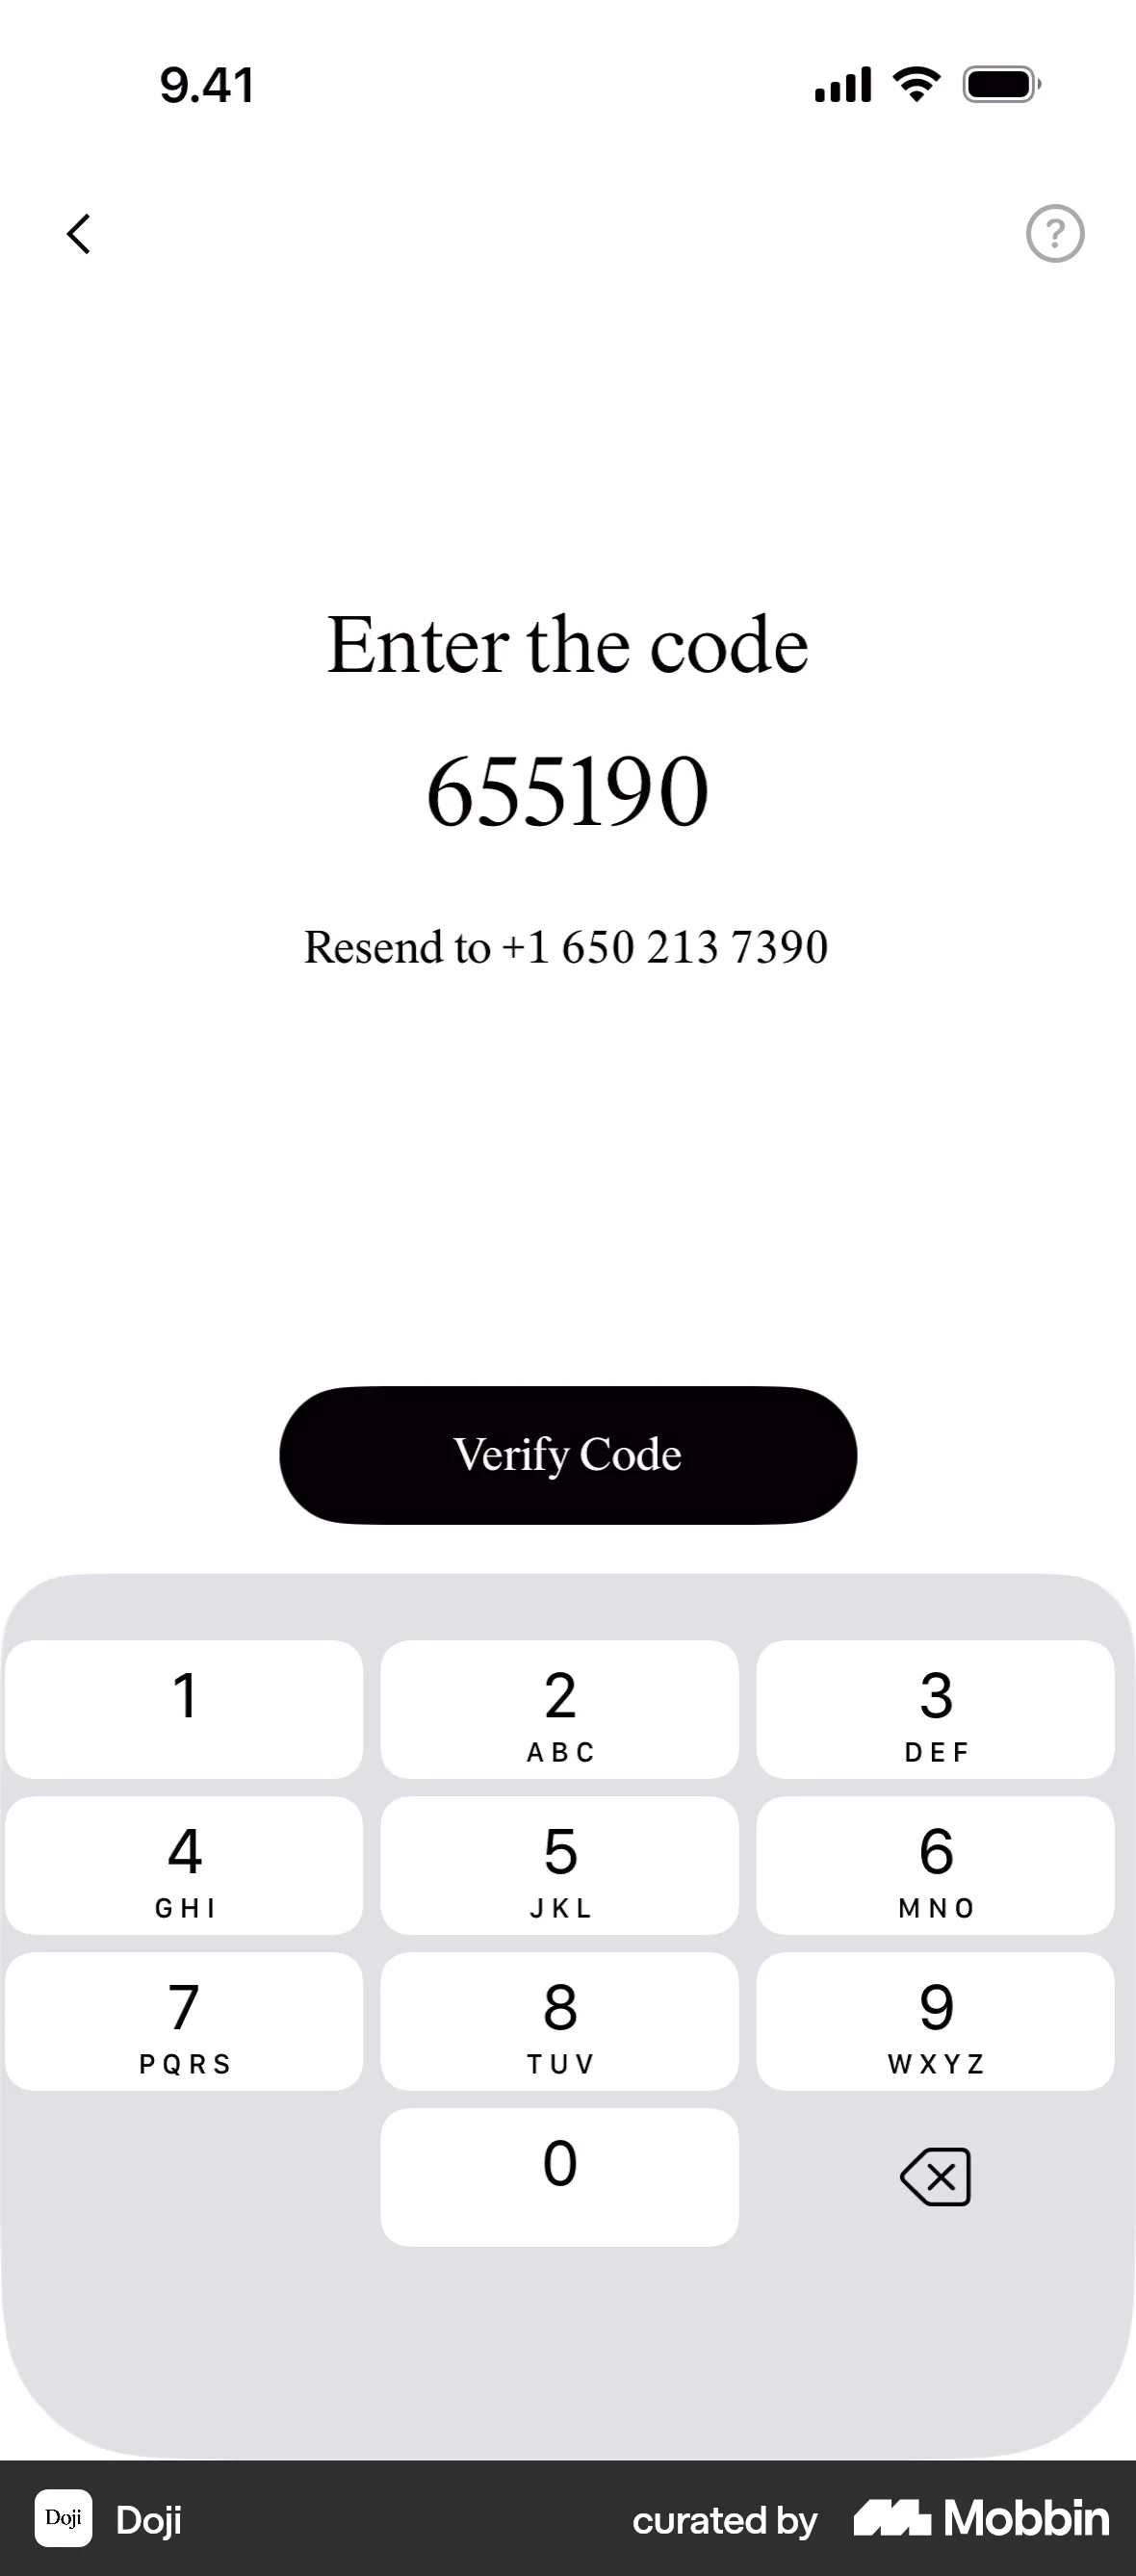 9.41
?
Enter the code
655190
Resend to +1 650 213 7390
Verify Code
1 2 3
ABC DEF
4 5 6
GHI JKL MNO
7 8 9
PQRS TUV WXYZ
0
Doji Doji curated by Mobbin